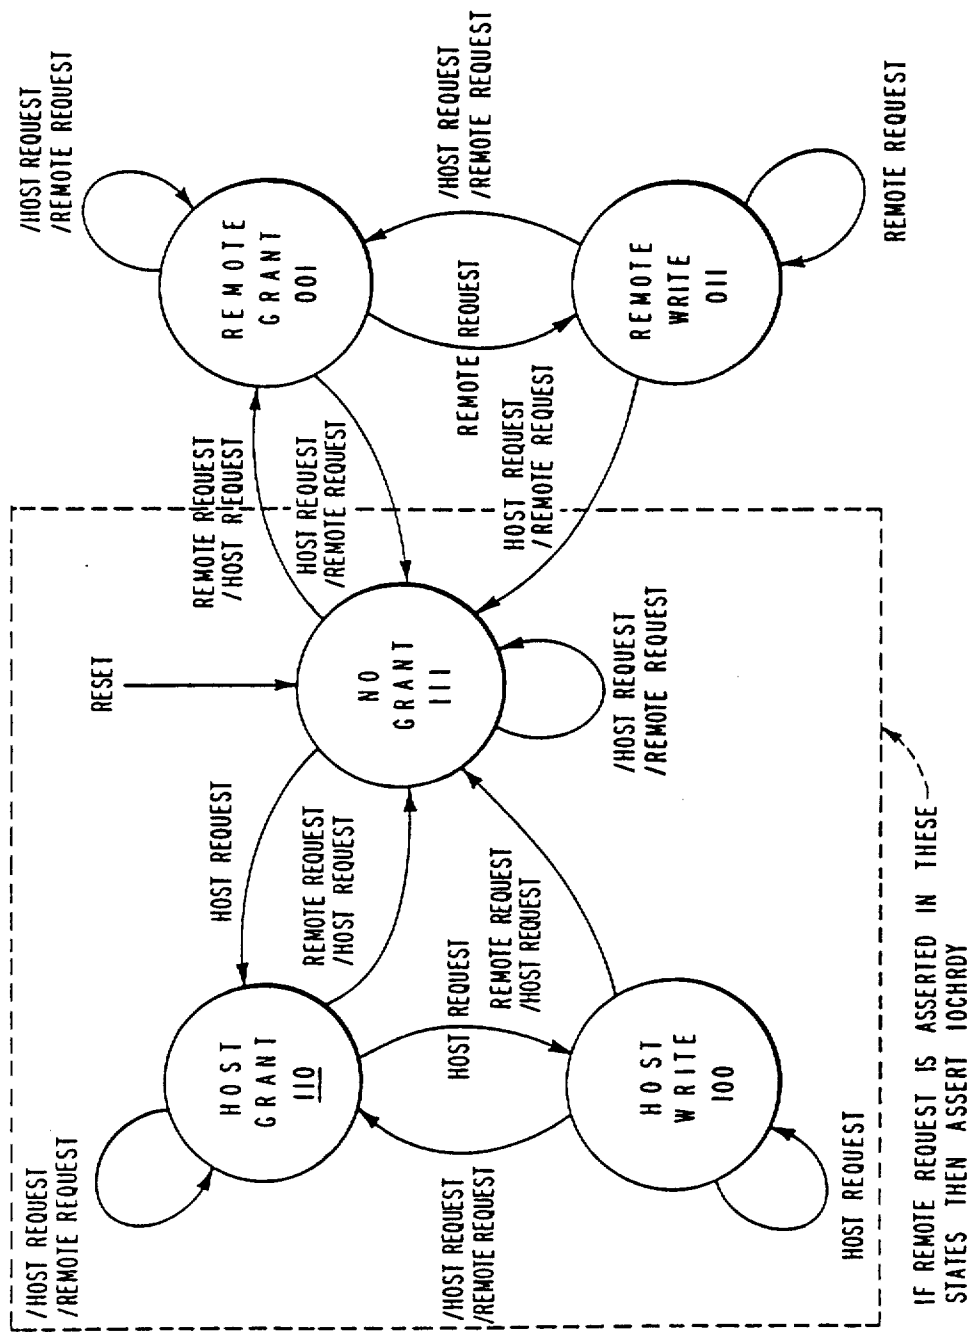 /HOST REQUEST
/REMOTE REQUEST
HOST REQUEST
RESET
REMOTE REQUEST
/HOST REQUEST
/HOST REQUEST
/REMOTE REQUEST
HOST
GRANT
110
REMOTE REQUEST
/HOST REQUEST
NO
GRANT
111
HOST REQUEST
/REMOTE REQUEST
REMOTE
GRANT
001
/HOST REQUEST
/REMOTE REQUEST
HOST REQUEST
REMOTE REQUEST
/HOST REQUEST
HOST REQUEST
/REMOTE REQUEST
REMOTE REQUEST
/HOST REQUEST
/REMOTE REQUEST
HOST
WRITE
100
/HOST REQUEST
/REMOTE REQUEST
REMOTE
WRITE
011
HOST REQUEST
REMOTE REQUEST
IF REMOTE REQUEST IS ASSERTED IN THESE
STATES THEN ASSERT IOCHRDY